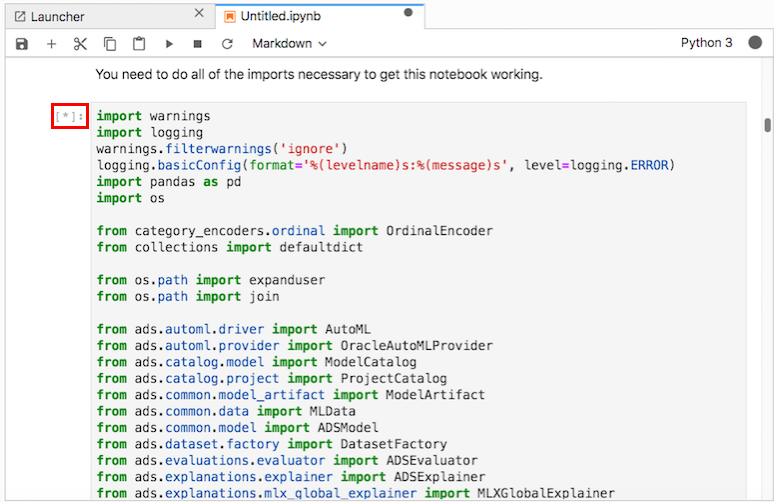 Launcher
Untitled.ipynb
Markdown
Python 3
You need to do all of the imports necessary to get this notebook working.
[*]:
import warnings
import logging
warnings.filterwarnings('ignore')
logging.basicConfig(format='%(levelname)s:%(message)s', level=logging.ERROR)
import pandas as pd
import os
from category_encoders.ordinal import OrdinalEncoder
from collections import defaultdict
from os.path import expanduser
from os.path import join
from ads.automl.driver import AutoML
from ads.automl.provider import OracleAutoMLProvider
from ads.catalog.model import ModelCatalog
from ads.catalog.project import ProjectCatalog
from ads.common.model_artifact import ModelArtifact
from ads.common.data import MLData
from ads.common.model import ADSModel
from ads.dataset.factory import DatasetFactory
from ads.evaluations.evaluator import ADSEvaluator
from ads.explanations.explainer import ADSExplainer
from ads.explanations.mlx_global_explainer import MLXGlobalExplainer